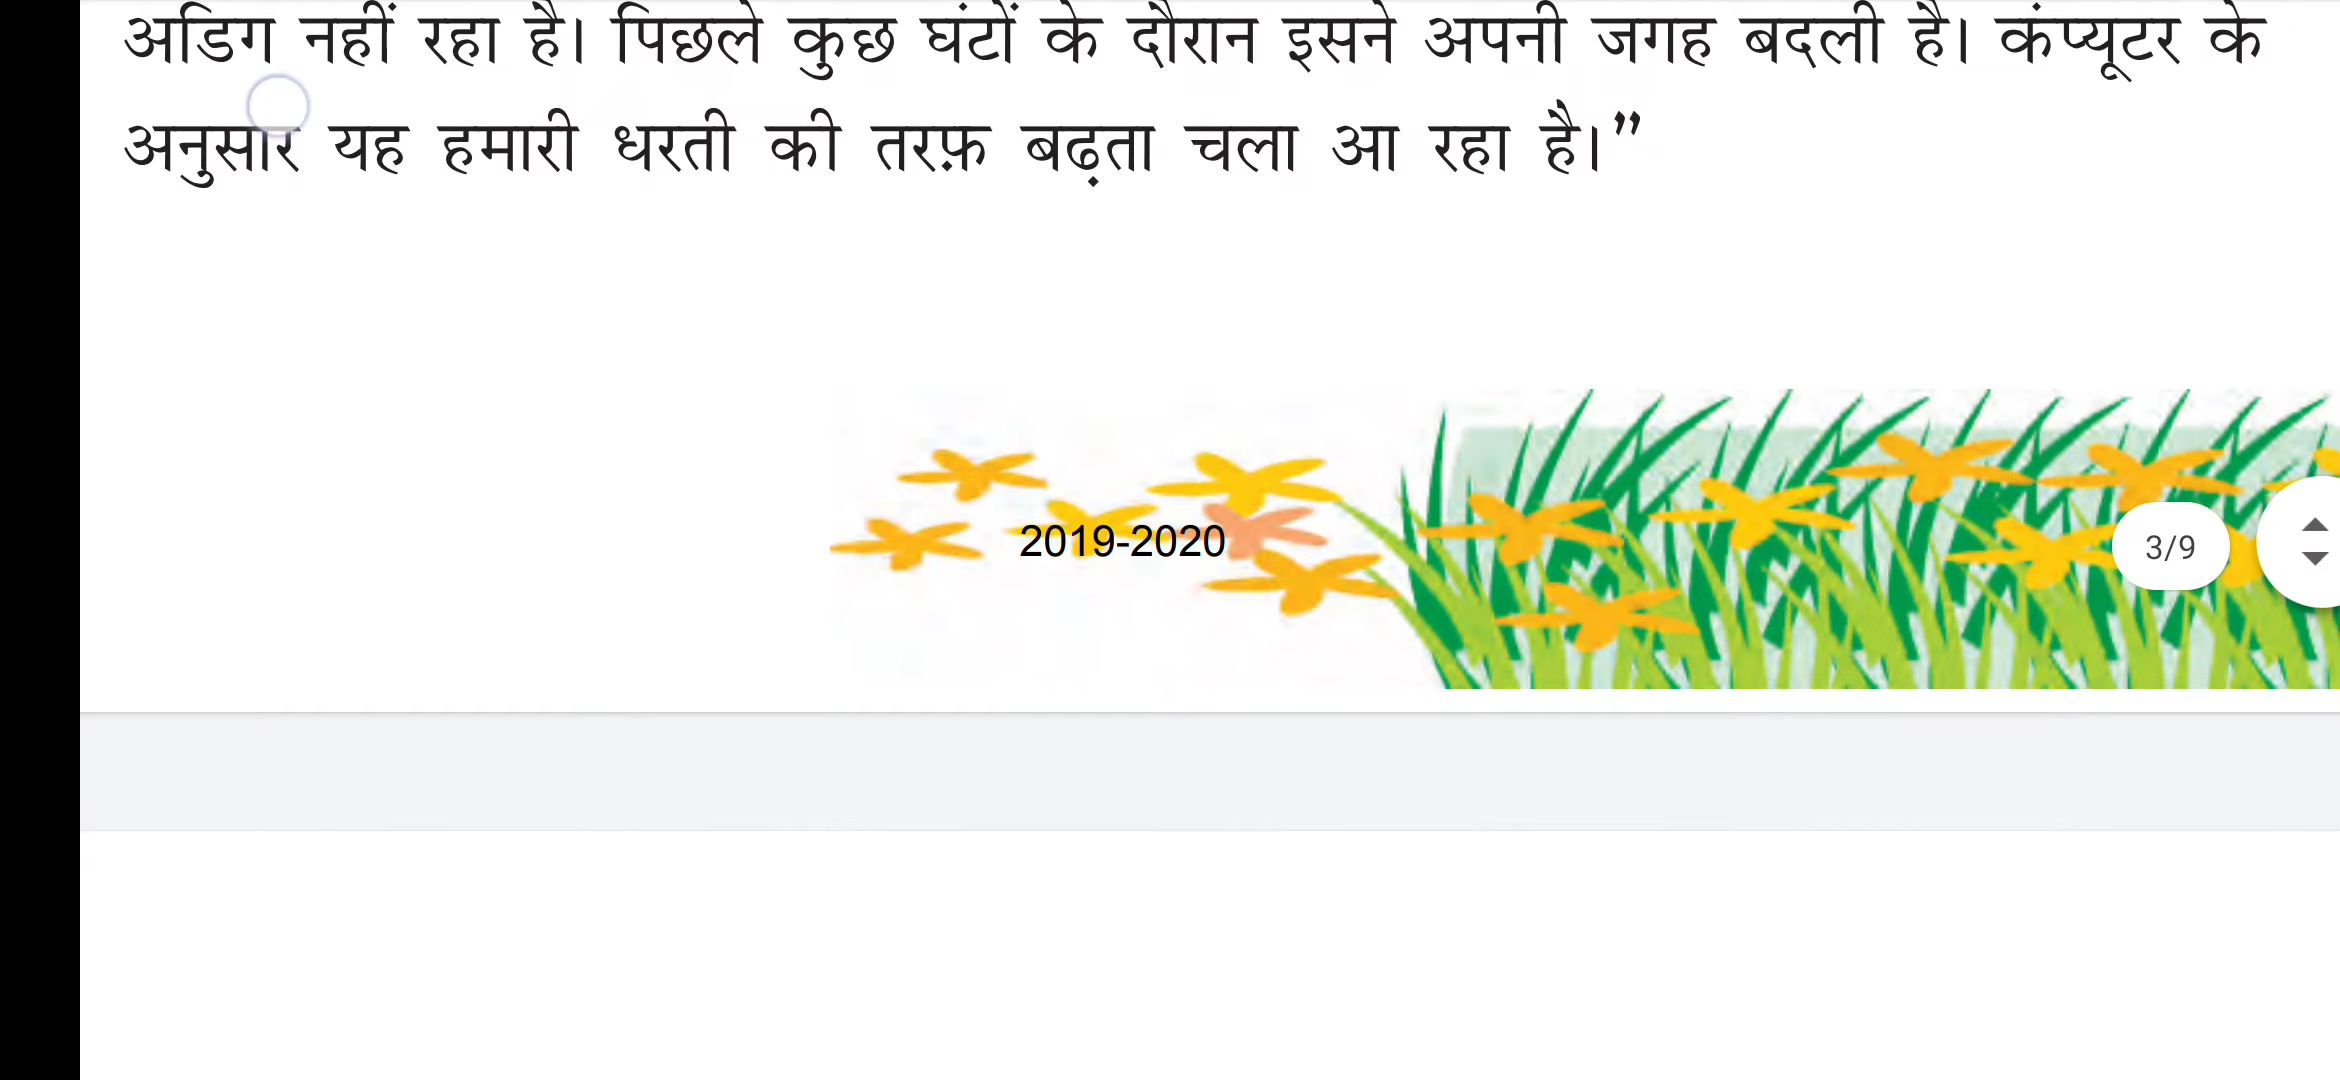 अडिग नहीं रहा है। पिछले कुछ घंटों के दौरान इसने अपनी जगह बदली है। कंप्यूटर के
अनुसार यह हमारी धरती की तरफ़ बढ़ता चला आ रहा है।”
2019-2020
3/9